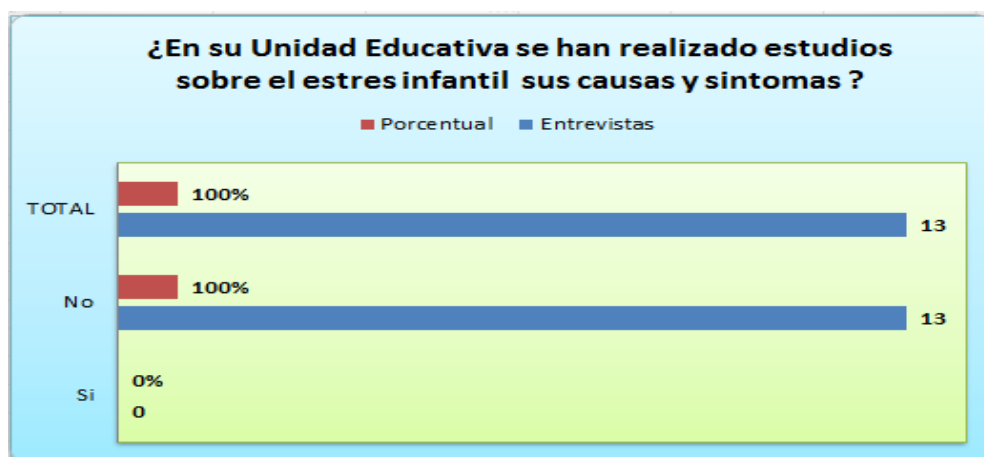 ¿En su Unidad Educativa se han realizado estudios
sobre el estres infantil sus causas y sintomas ?
Porcentual Entrevistas
TOTAL
100%
13
No
100%
13
Si
0%
0